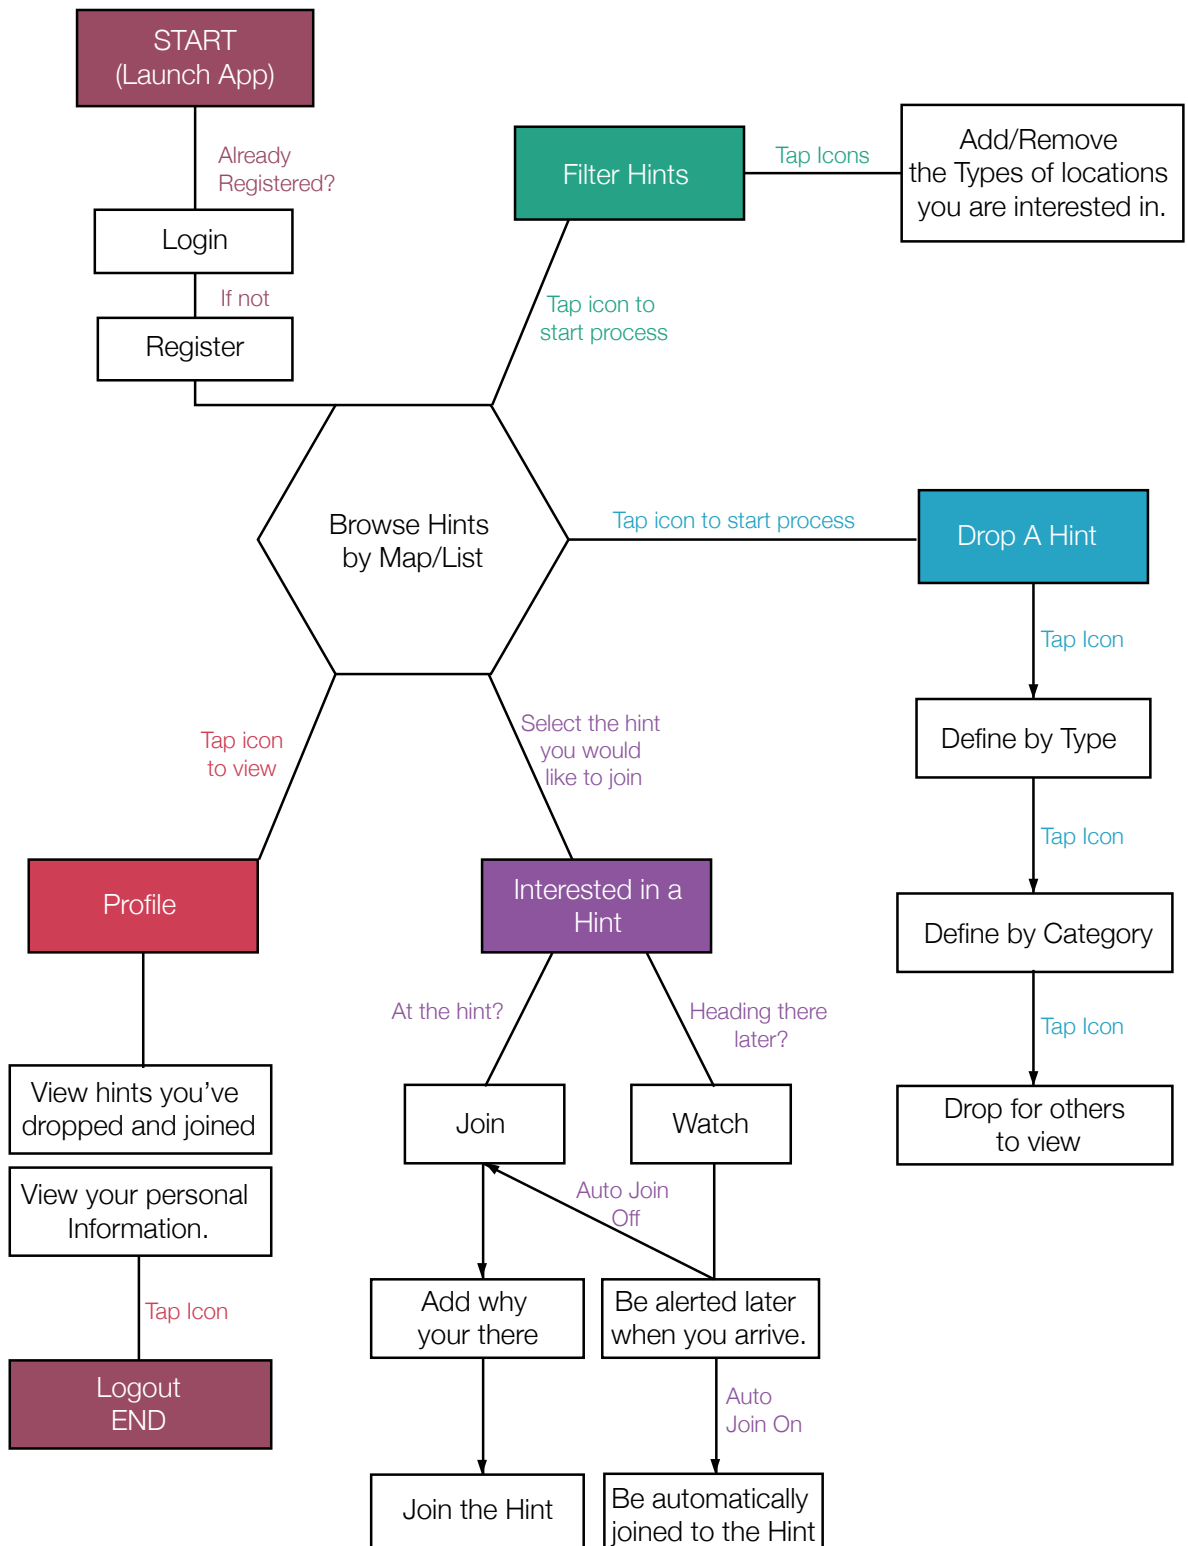 START
(Launch App)
Already
Registered?
Login
If not
Register
Filter Hints
Tap Icons
Add/Remove
the Types of locations
you are interested in.
Tap icon to
start process
Browse Hints
by Map/List
Tap icon to start process
Drop A Hint
Tap Icon
Define by Type
Tap Icon
Define by Category
Tap Icon
Drop for others
to view
Tap icon
to view
Select the hint
you would
like to join
Profile
View hints you’ve
dropped and joined
View your personal
Information.
Tap Icon
Logout
END
Interested in a
Hint
At the hint?
Heading there
later?
Join
Watch
Auto Join
Off
Add why
your there
Be alerted later
when you arrive.
Auto
Join On
Join the Hint
Be automatically
joined to the Hint